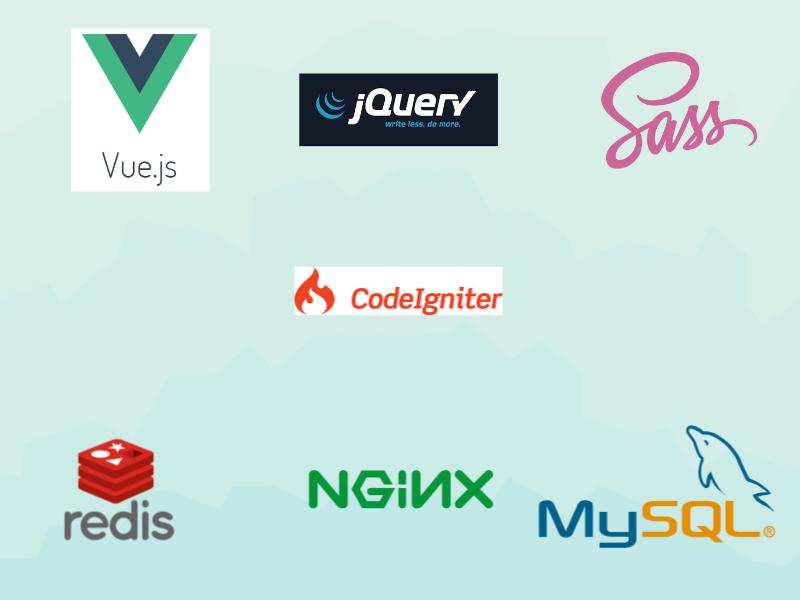 Vue.js
jQuery
write less, do more.
Sass
CodeIgniter
redis
NGiNX
MySQL®